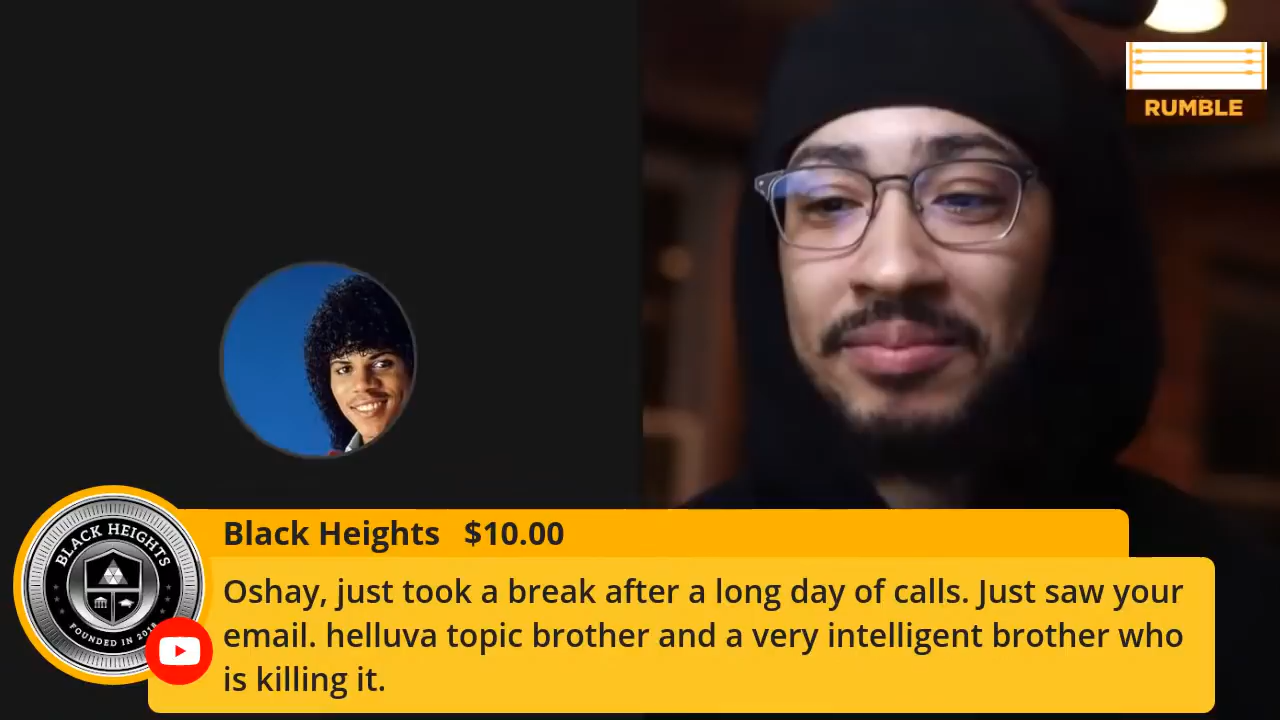 RUMBLE
Black Heights $10.00
Oshay, just took a break after a long day of calls. Just saw your
email. helluva topic brother and a very intelligent brother who
is killing it.
BLACK HEIGHTS
FOUNDED IN 2018